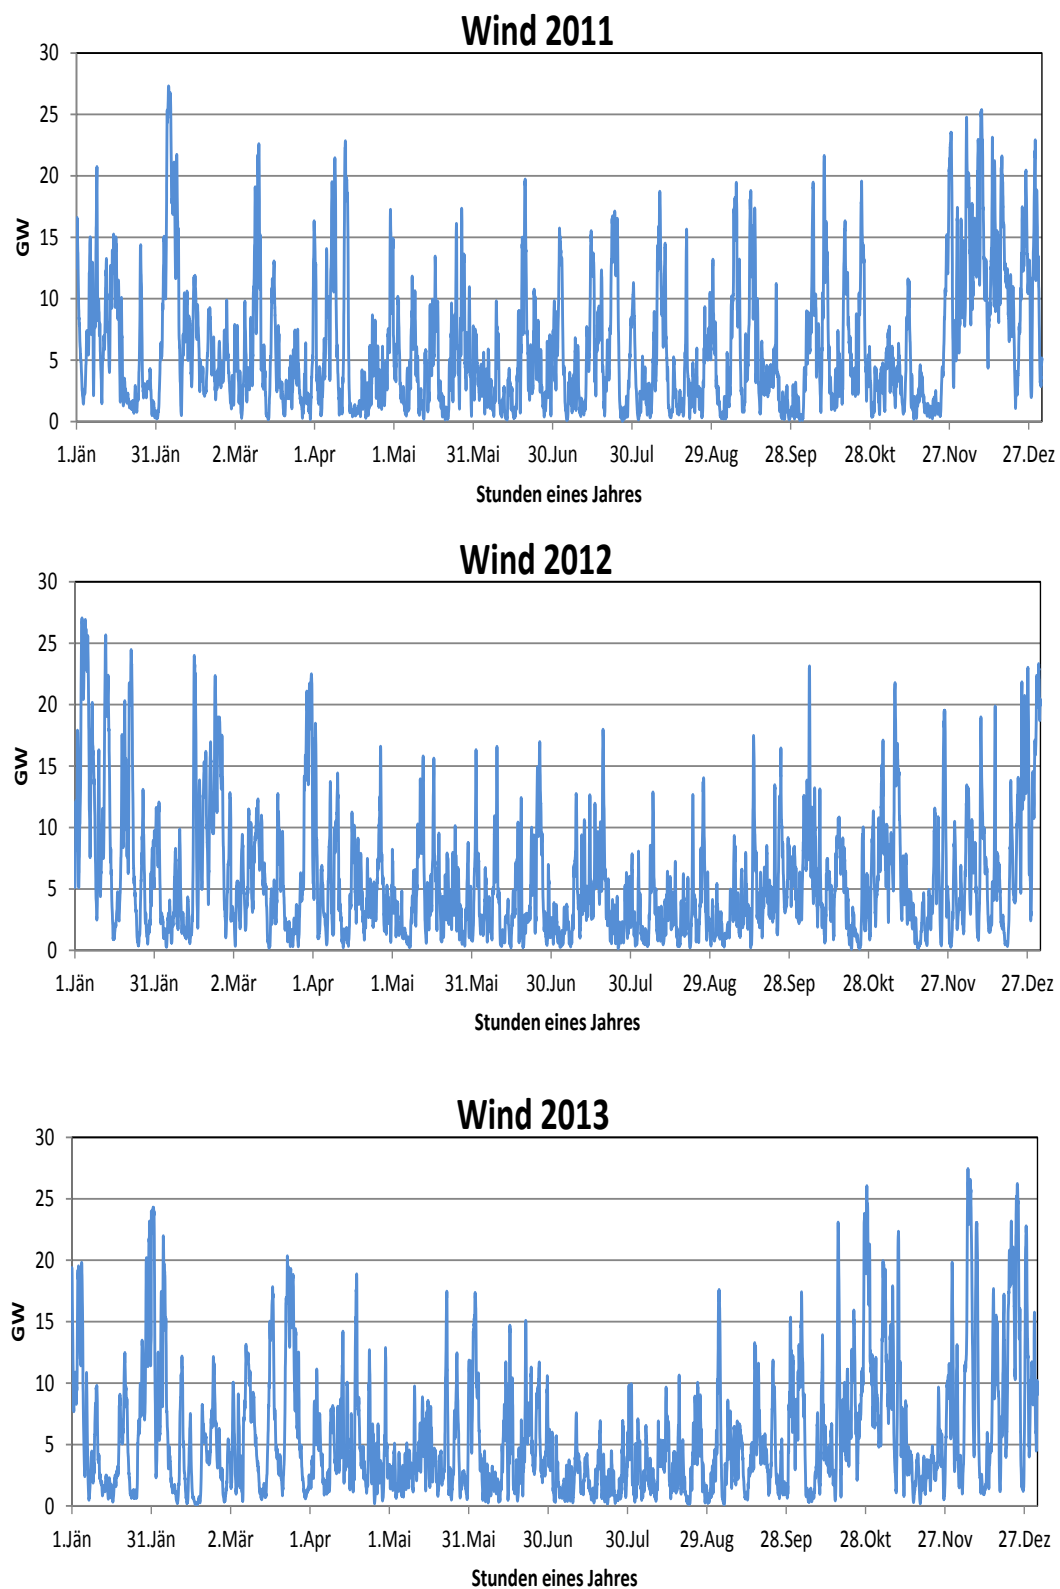 Wind 2011
30
25
20
15
10
5
0
GW
1.Jän 31.Jän 2.Mär 1.Apr 1.Mai 31.Mai 30.Jun 30.Jul 29.Aug 28.Sep 28.Okt 27.Nov 27.Dez
Stunden eines Jahres
Wind 2012
30
25
20
15
10
5
0
GW
1.Jän 31.Jän 2.Mär 1.Apr 1.Mai 31.Mai 30.Jun 30.Jul 29.Aug 28.Sep 28.Okt 27.Nov 27.Dez
Stunden eines Jahres
Wind 2013
30
25
20
15
10
5
0
GW
1.Jän 31.Jän 2.Mär 1.Apr 1.Mai 31.Mai 30.Jun 30.Jul 29.Aug 28.Sep 28.Okt 27.Nov 27.Dez
Stunden eines Jahres